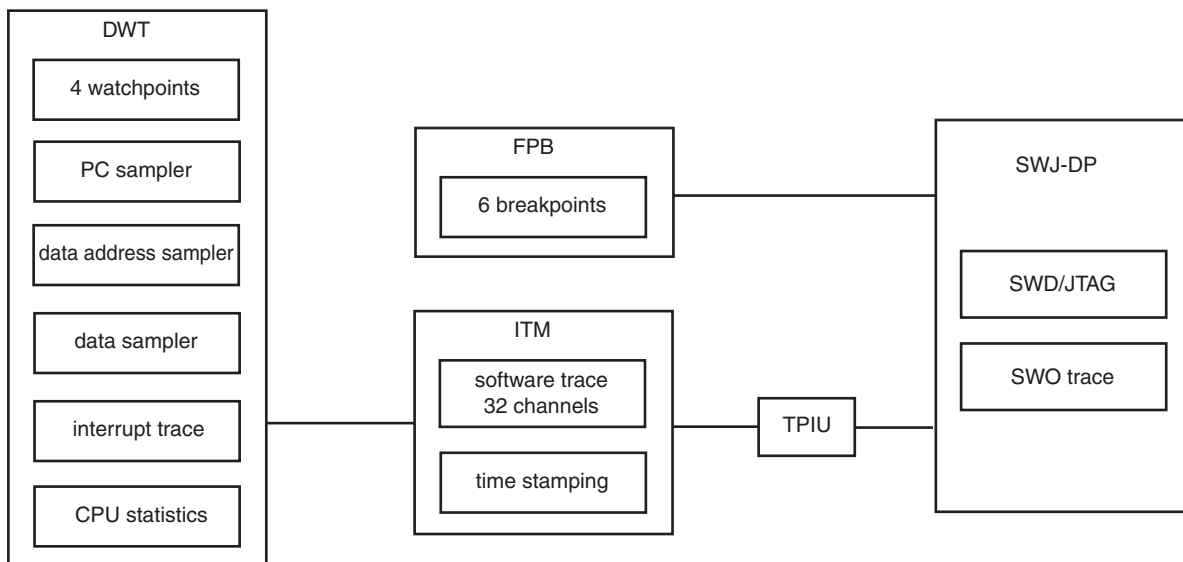 DWT
4 watchpoints
PC sampler
data address sampler
data sampler
interrupt trace
CPU statistics
FPB
6 breakpoints
ITM
software trace
32 channels
time stamping
TPIU
SWJ-DP
SWD/JTAG
SWO trace